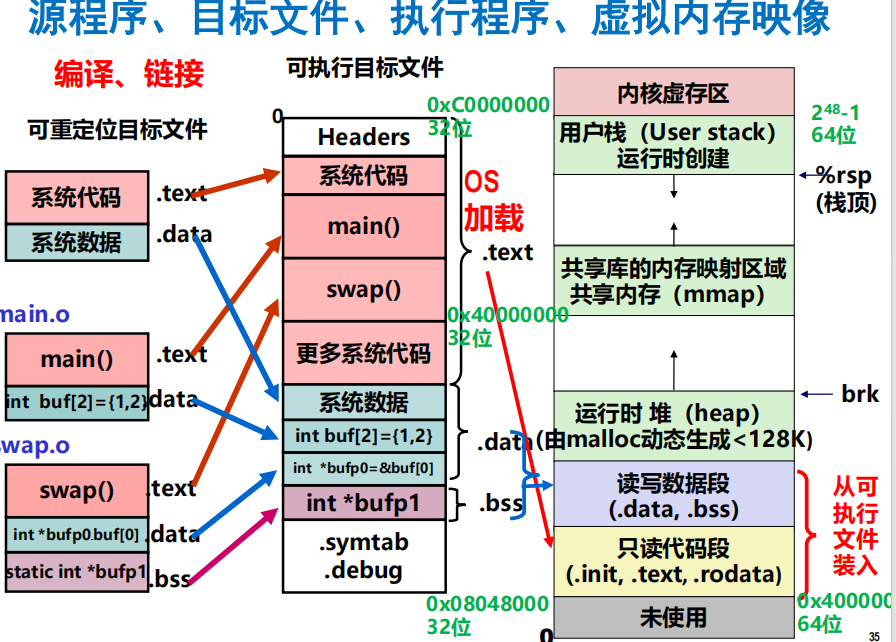 源程序、目标文件、执行程序、虚拟内存映像
编译、链接
可重定位目标文件
系统代码
.text
系统数据
.data
main.o
main()
.text
int buf[2]={1,2}
.data
swap.o
swap()
.text
int *bufp0.buf[0]
.data
static int *bufp1
.bss
可执行目标文件
0
Headers
系统代码
main()
swap()
更多系统代码
系统数据
int buf[2]={1,2}
int *bufp0=&buf[0]
int *bufp1
.symtab
.debug
OS
加载
.text
.data
.bss
0xC0000000
32位
0x40000000
32位
0x08048000
32位
内核虚存区
用户栈（User stack）
运行时创建
共享库的内存映射区域
共享内存（mmap）
运行时 堆（heap）
(由malloc动态生成<128K)
读写数据段
(.data, .bss)
只读代码段
(.init, .text, .rodata)
未使用
0
2⁴⁸-1
64位
%rsp
(栈顶)
brk
从可
执行
文件
装入
0x400000
64位
35